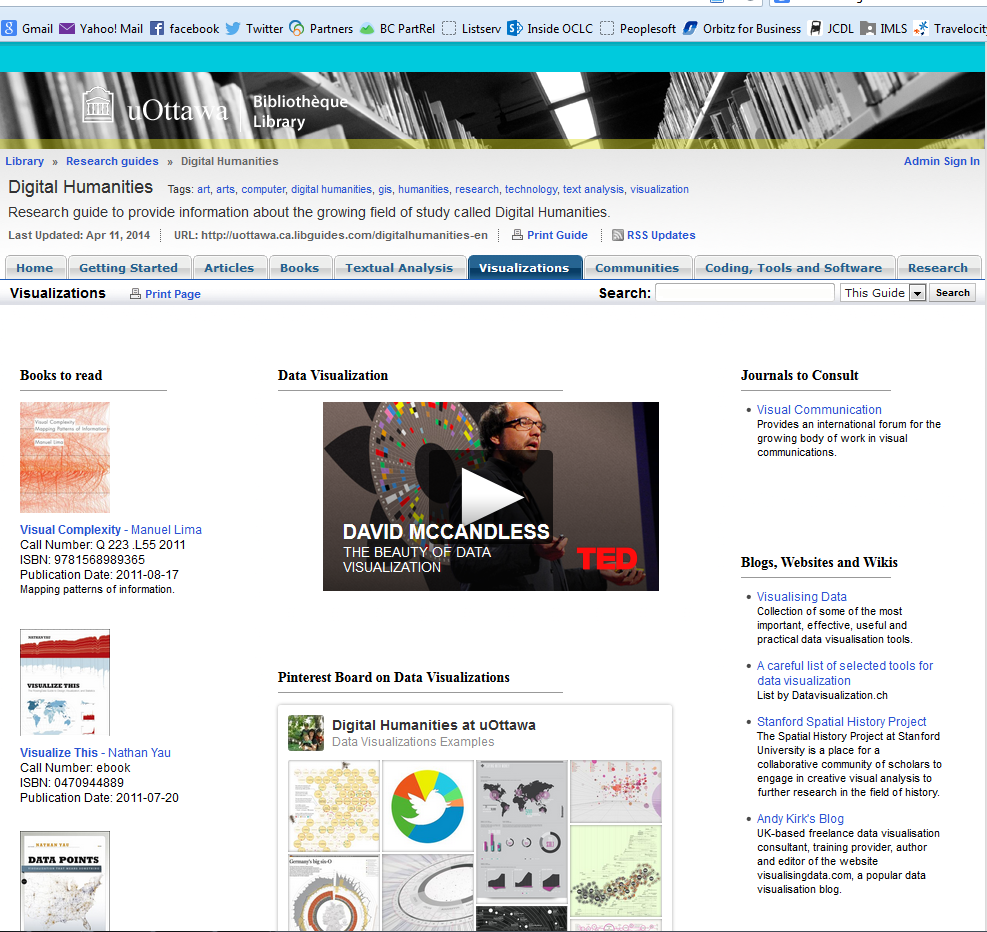 Gmail Yahoo! Mail facebook Twitter Partners BC PartRel Listserv Inside OCLC Peoplesoft Orbitz for Business JCDL IMLS Travelocit
uOttawa
Bibliothèque
Library
Library » Research guides » Digital Humanities
Admin Sign In
Digital Humanities Tags: art, arts, computer, digital humanities, gis, humanities, research, technology, text analysis, visualization
Research guide to provide information about the growing field of study called Digital Humanities.
Last Updated: Apr 11, 2014 URL: http://uottawa.ca.libguides.com/digitalhumanities-en Print Guide RSS Updates
Home Getting Started Articles Books Textual Analysis Visualizations Communities Coding, Tools and Software Research
Visualizations Print Page Search: This Guide Search
Books to read
Visual Complexity
Mapping Patterns of Information
Manuel Lima
Visual Complexity - Manuel Lima
Call Number: Q 223 .L55 2011
ISBN: 9781568989365
Publication Date: 2011-08-17
Mapping patterns of information.
NATHAN YAU
VISUALIZE THIS
Visualize This - Nathan Yau
Call Number: ebook
ISBN: 0470944889
Publication Date: 2011-07-20
NATHAN YAU
DATA POINTS
Data Visualization
DAVID MCCANDLESS
THE BEAUTY OF DATA
VISUALIZATION
TED
Pinterest Board on Data Visualizations
Digital Humanities at uOttawa
Data Visualizations Examples
Germany's big six-O
Journals to Consult
Visual Communication
Provides an international forum for the
growing body of work in visual
communications.
Blogs, Websites and Wikis
Visualising Data
Collection of some of the most
important, effective, useful and
practical data visualisation tools.
A careful list of selected tools for
data visualization
List by Datavisualization.ch
Stanford Spatial History Project
The Spatial History Project at Stanford
University is a place for a
collaborative community of scholars to
engage in creative visual analysis to
further research in the field of history.
Andy Kirk's Blog
UK-based freelance data visualisation
consultant, training provider, author
and editor of the website
visualisingdata.com, a popular data
visualisation blog.